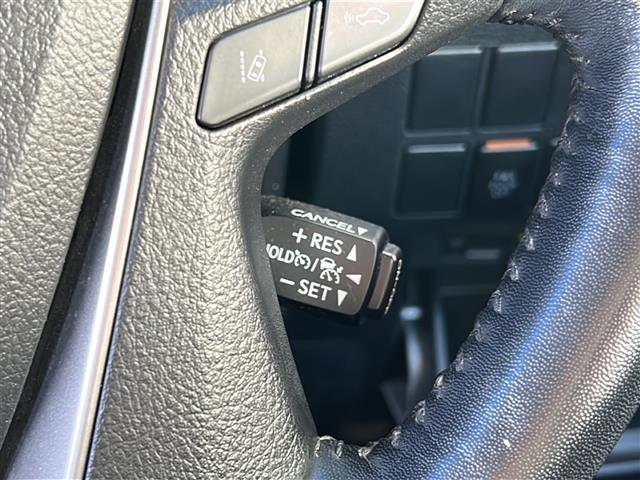 CANCEL▼
+ RES ▲
HOLD / ◀
− SET ▼